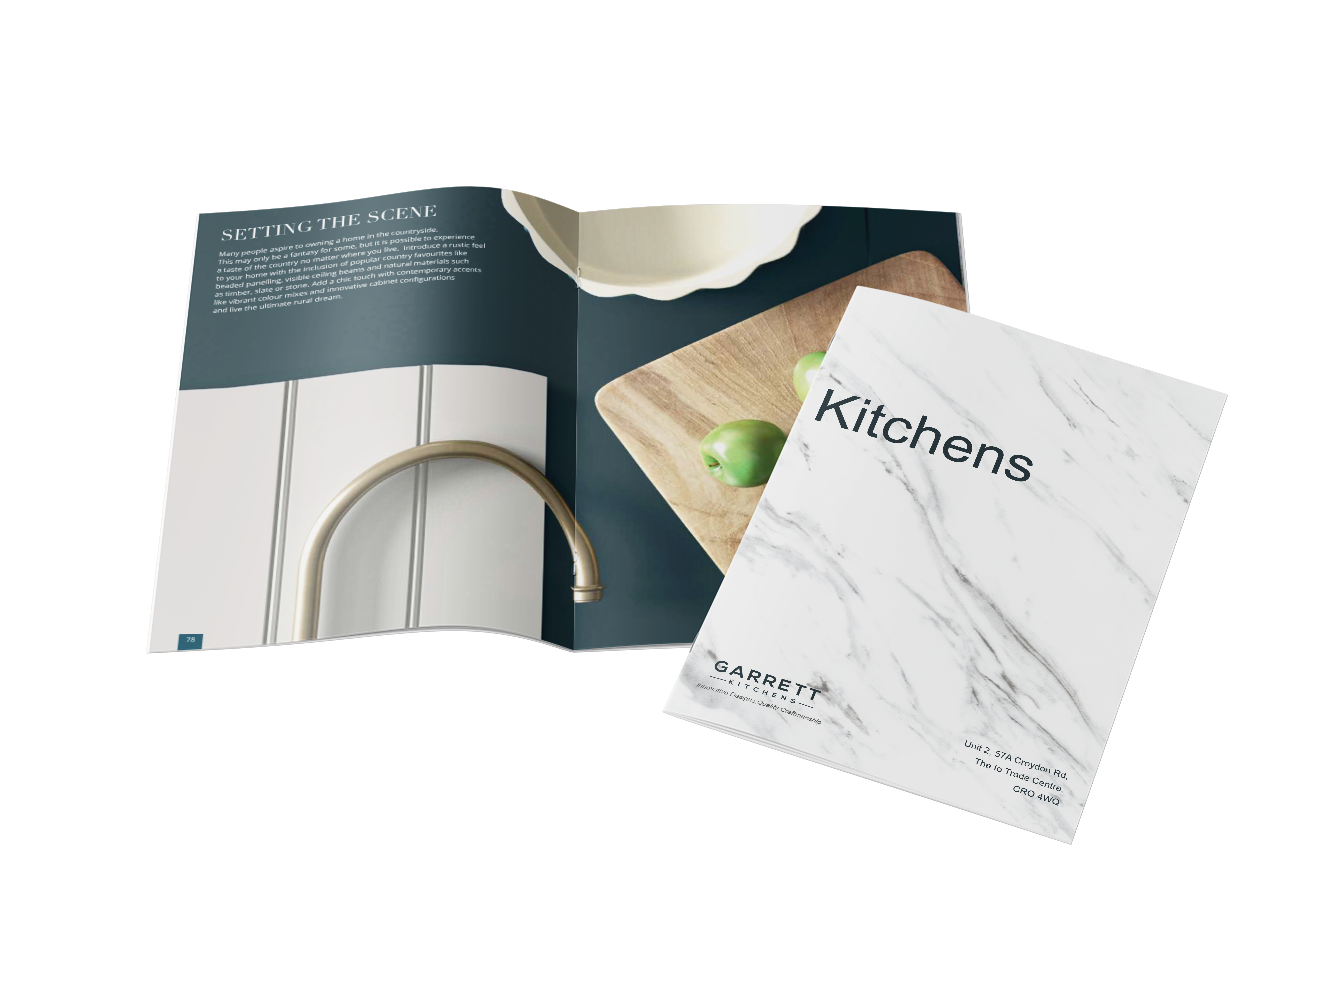 SETTING THE SCENE
Many people aspire to owning a home in the countryside.
This may only be a fantasy for some, but it is possible to experience
a taste of the country no matter where you live. Introduce a rustic feel
to your home with the inclusion of popular country favourites like
beaded panelling, visible ceiling beams and natural materials such
as timber, slate or stone. Add a chic touch with contemporary accents
like vibrant colour mixes and innovative cabinet configurations
and live the ultimate rural dream.
78
Kitchens
GARRETT
KITCHENS
Designs, Quality Craftmanship
Unit 2, 57A Croydon Rd,
The Io Trade Centre
CRO 4WQ